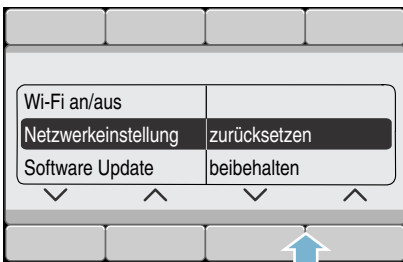 Wi-Fi an/aus
Netzwerkeinstellung zurücksetzen
Software Update beibehalten